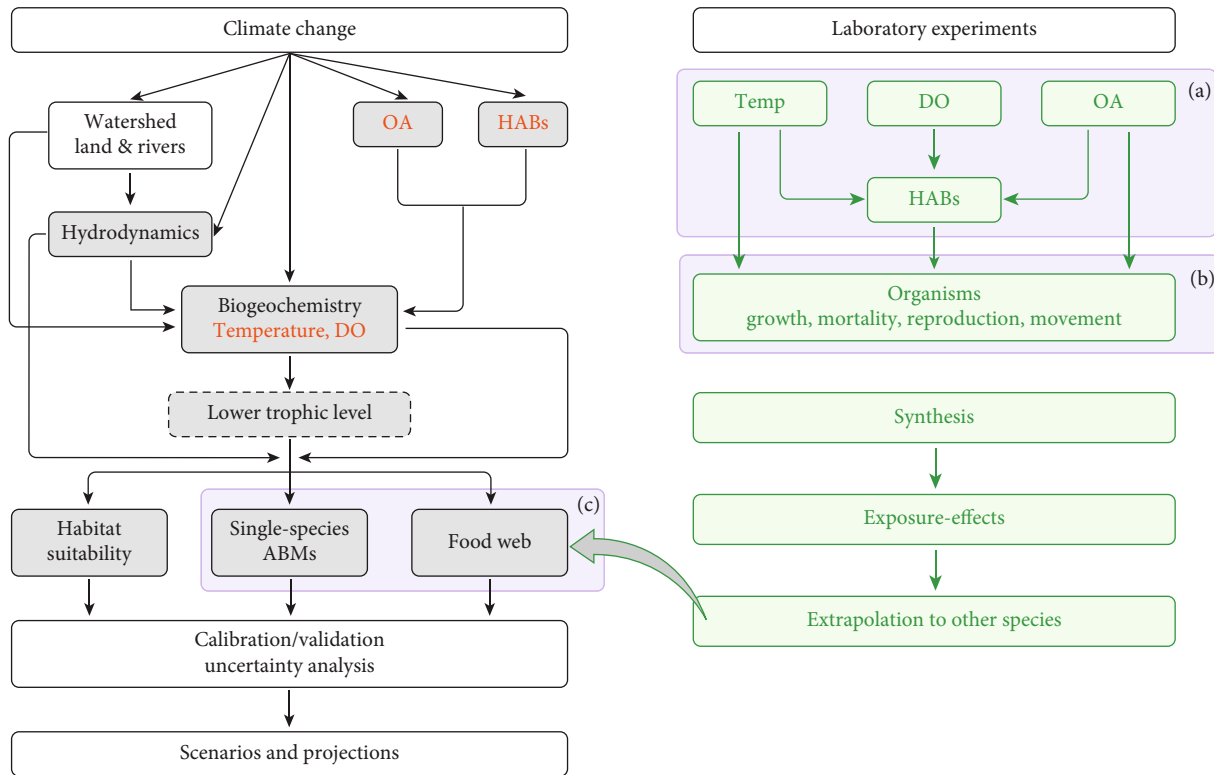 Climate change
Watershed
land & rivers
OA
HABs
Hydrodynamics
Biogeochemistry
Temperature, DO
Lower trophic level
(c)
Habitat
suitability
Single-species
ABMs
Food web
Calibration/validation
uncertainty analysis
Scenarios and projections
Laboratory experiments
(a)
Temp
DO
OA
HABs
(b)
Organisms
growth, mortality, reproduction, movement
Synthesis
Exposure-effects
Extrapolation to other species